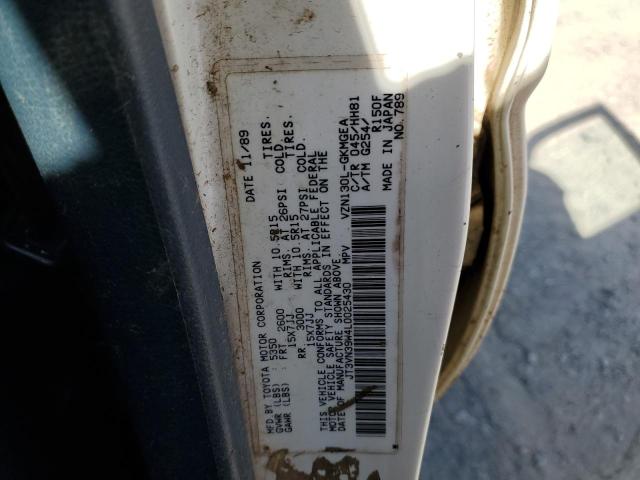 MFD.BY TOYOTA MOTOR CORPORATION DATE 11/89
GVWR (LBS) : 5350
GAWR (LBS) : FRT 2600 WITH 10.5R15 TIRES.
15X7JJ RIMS. AT 26PSI COLD.
RR 3000 WITH 10.5R15 TIRES.
15X7JJ RIMS. AT 27PSI COLD.
THIS VEHICLE CONFORMS TO ALL APPLICABLE FEDERAL
MOTOR VEHICLE SAFETY STANDARDS IN EFFECT ON THE
DATE OF MANUFACTURE SHOWN ABOVE.
JT3VN39W4L0025430 MPV
VZN130L-GKMGEA
C/TR 045/HH81
A/TM G254/
R150F
MADE IN JAPAN
NO.789